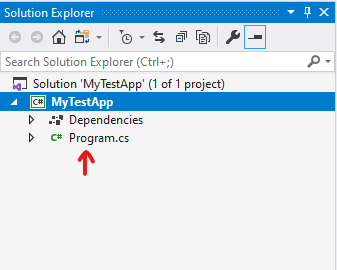 Solution Explorer
Search Solution Explorer (Ctrl+;)
Solution 'MyTestApp' (1 of 1 project)
C# MyTestApp
Dependencies
C# Program.cs